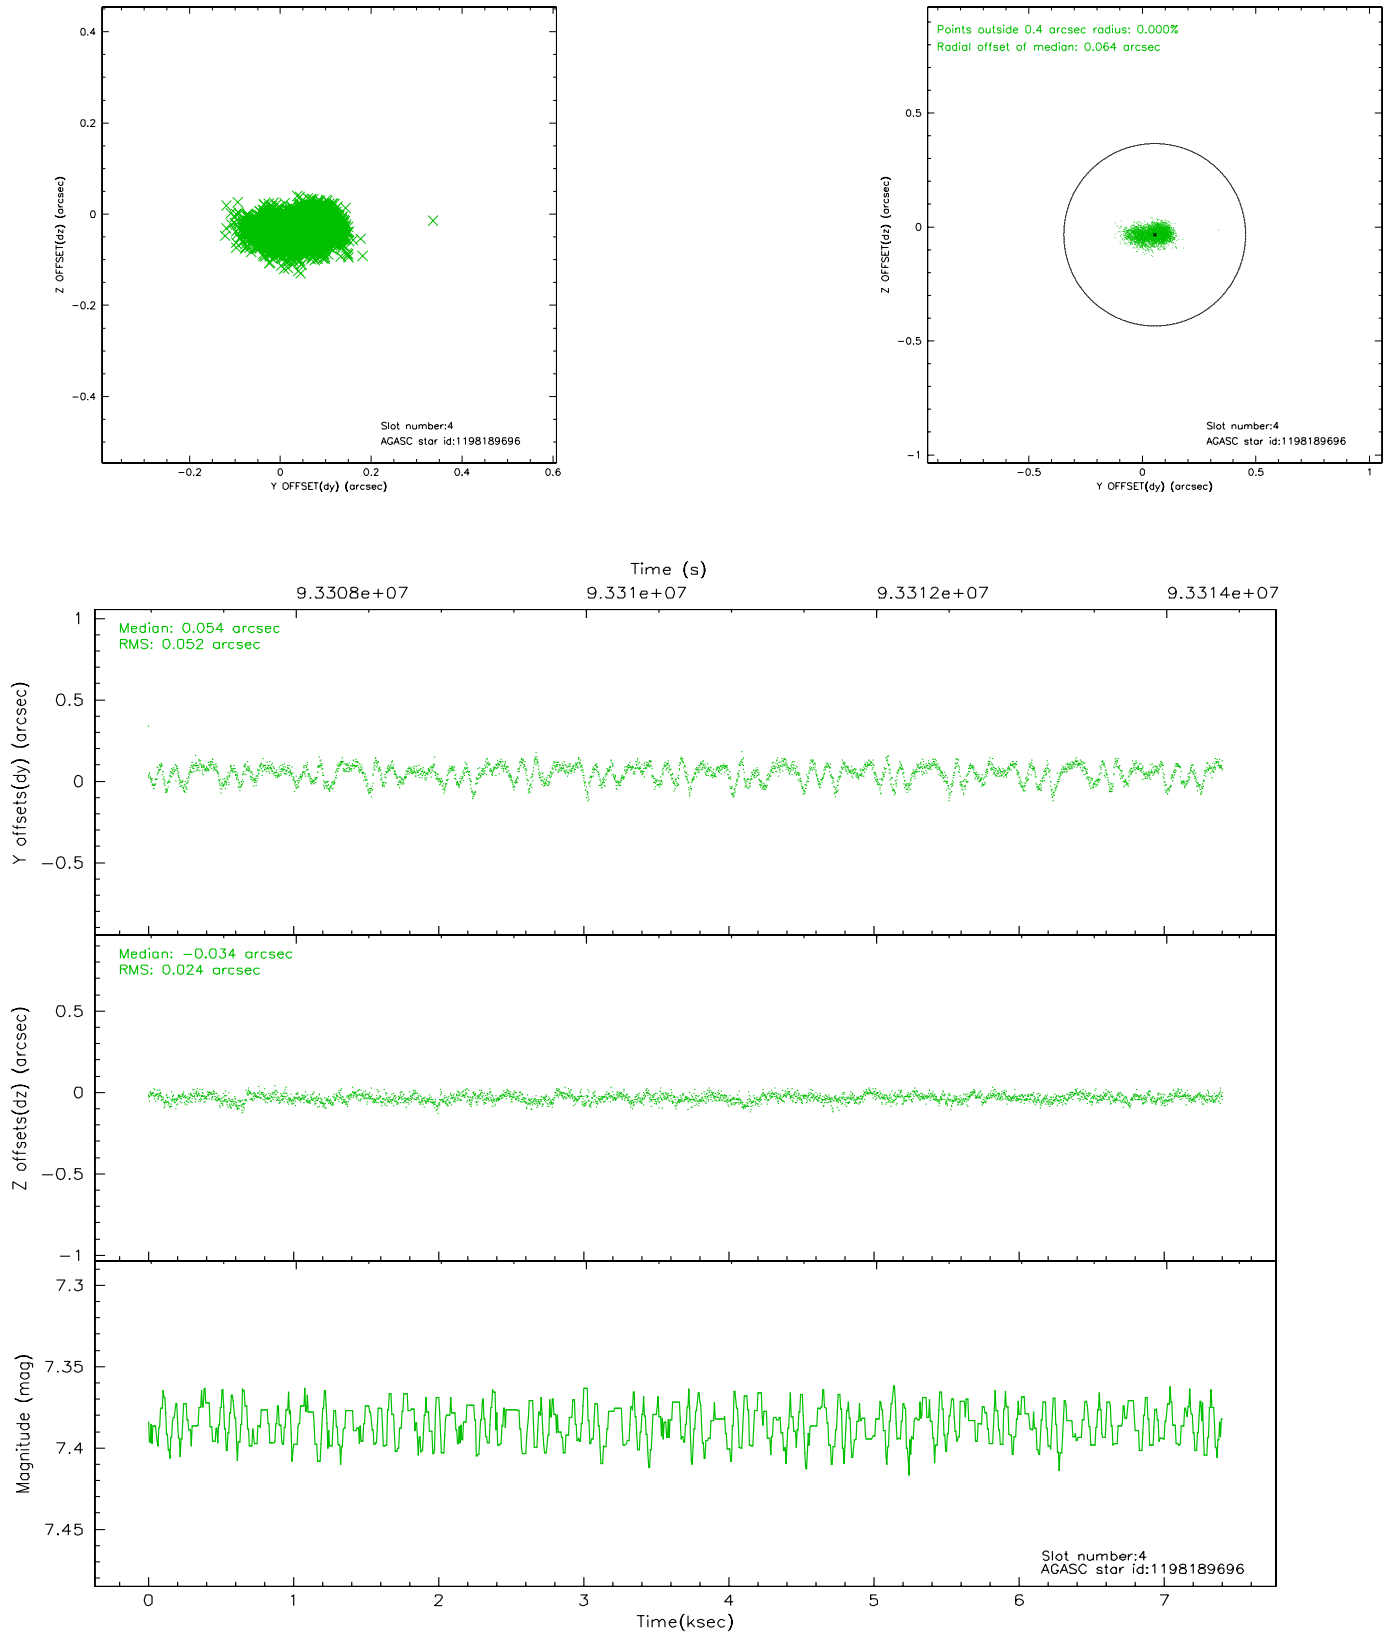 0.4
0.2
0
−0.2
−0.4
Z OFFSET(dz) (arcsec)
Slot number:4
AGASC star id:1198189696
−0.2
0
0.2
0.4
0.6
Y OFFSET(dy) (arcsec)
Points outside 0.4 arcsec radius: 0.000%
Radial offset of median: 0.064 arcsec
0.5
0
−0.5
−1
Z OFFSET(dz) (arcsec)
Slot number:4
AGASC star id:1198189696
−0.5
0
0.5
1
Y OFFSET(dy) (arcsec)
Time (s)
9.3308e+07
9.331e+07
9.3312e+07
9.3314e+07
Median: 0.054 arcsec
RMS: 0.052 arcsec
1
0.5
0
−0.5
Y offsets(dy) (arcsec)
Median: −0.034 arcsec
RMS: 0.024 arcsec
0.5
0
−0.5
−1
Z offsets(dz) (arcsec)
7.3
7.35
7.4
7.45
Magnitude (mag)
Slot number:4
AGASC star id:1198189696
0
1
2
3
4
5
6
7
Time(ksec)